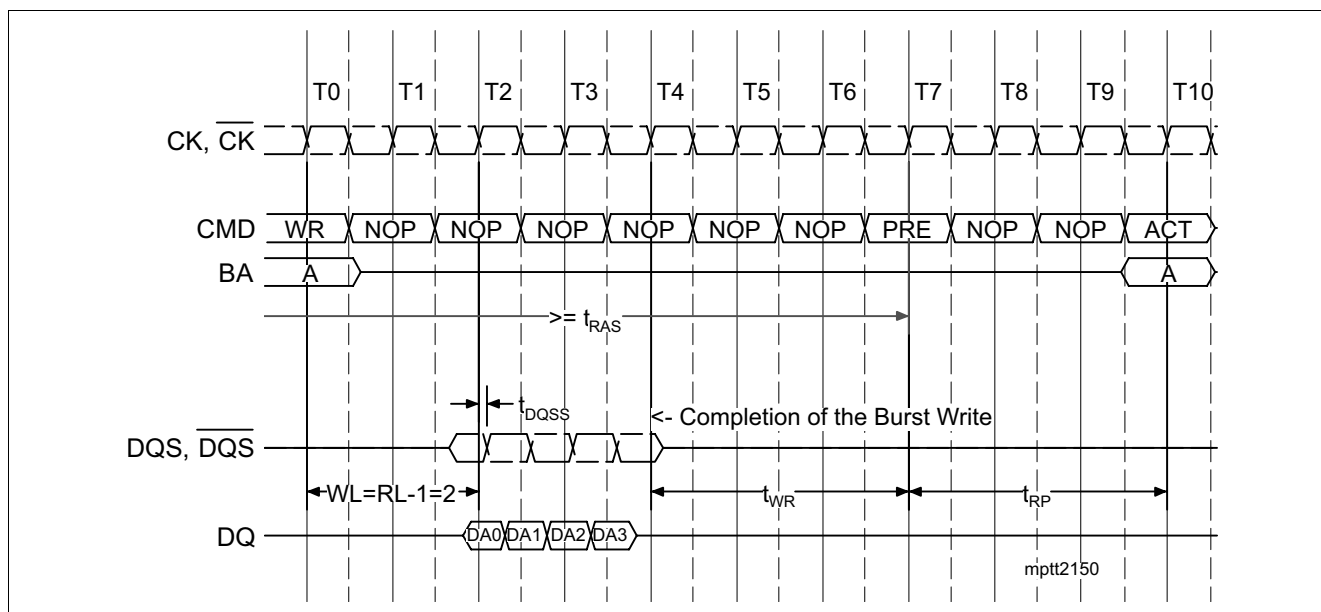 T0 T1 T2 T3 T4 T5 T6 T7 T8 T9 T10
CK, C̅K̅
CMD WR NOP NOP NOP NOP NOP NOP PRE NOP NOP ACT
BA A A
>= tRAS
tDQSS
<- Completion of the Burst Write
DQS, D̅Q̅S̅
WL=RL-1=2 tWR tRP
DQ DA0 DA1 DA2 DA3
mptt2150